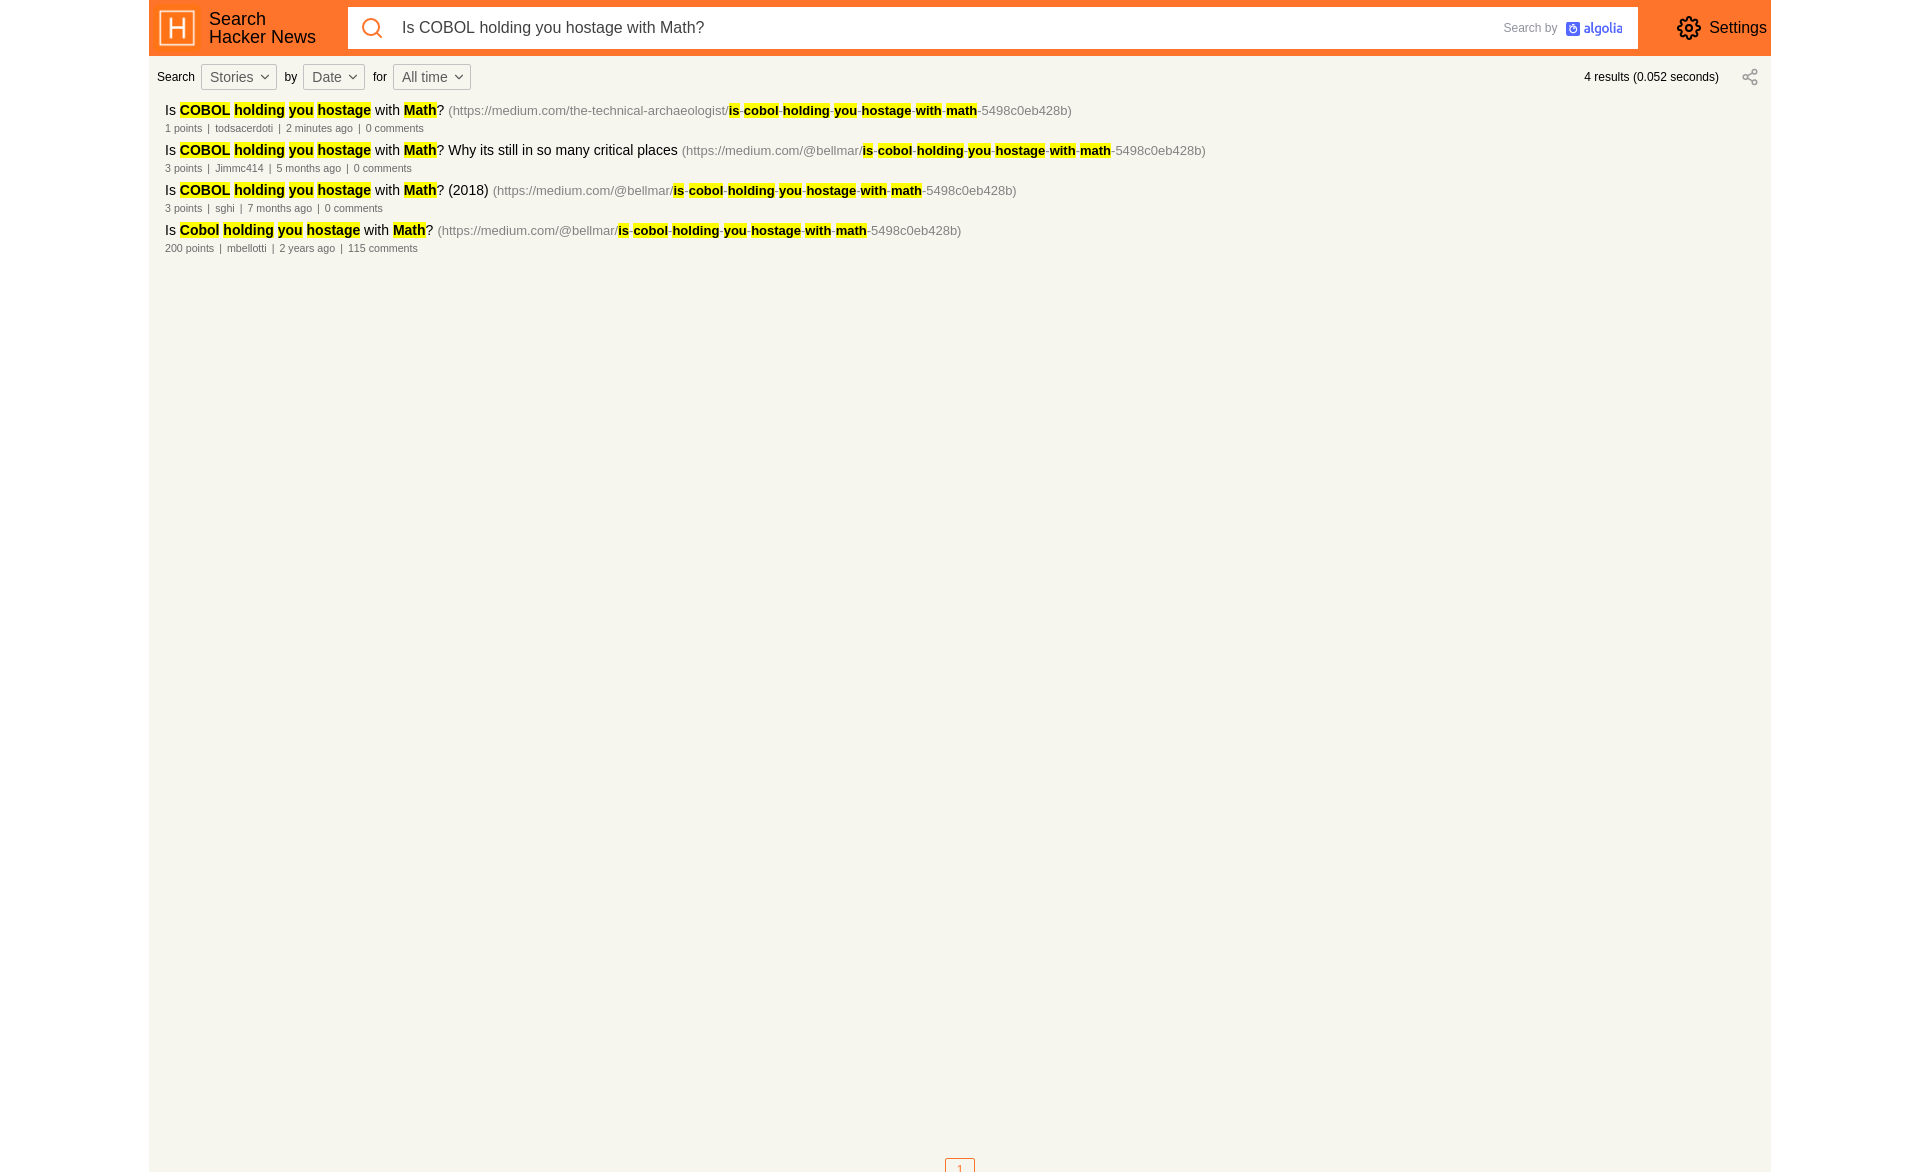 H
Search
Hacker News
Is COBOL holding you hostage with Math?
Search by algolia
Settings
Search Stories by Date for All time
4 results (0.052 seconds)
Is COBOL holding you hostage with Math? (https://medium.com/the-technical-archaeologist/is-cobol-holding-you-hostage-with-math-5498c0eb428b)
1 points | todsacerdoti | 2 minutes ago | 0 comments
Is COBOL holding you hostage with Math? Why its still in so many critical places (https://medium.com/@bellmar/is-cobol-holding-you-hostage-with-math-5498c0eb428b)
3 points | Jimmc414 | 5 months ago | 0 comments
Is COBOL holding you hostage with Math? (2018) (https://medium.com/@bellmar/is-cobol-holding-you-hostage-with-math-5498c0eb428b)
3 points | sghi | 7 months ago | 0 comments
Is Cobol holding you hostage with Math? (https://medium.com/@bellmar/is-cobol-holding-you-hostage-with-math-5498c0eb428b)
200 points | mbellotti | 2 years ago | 115 comments
1